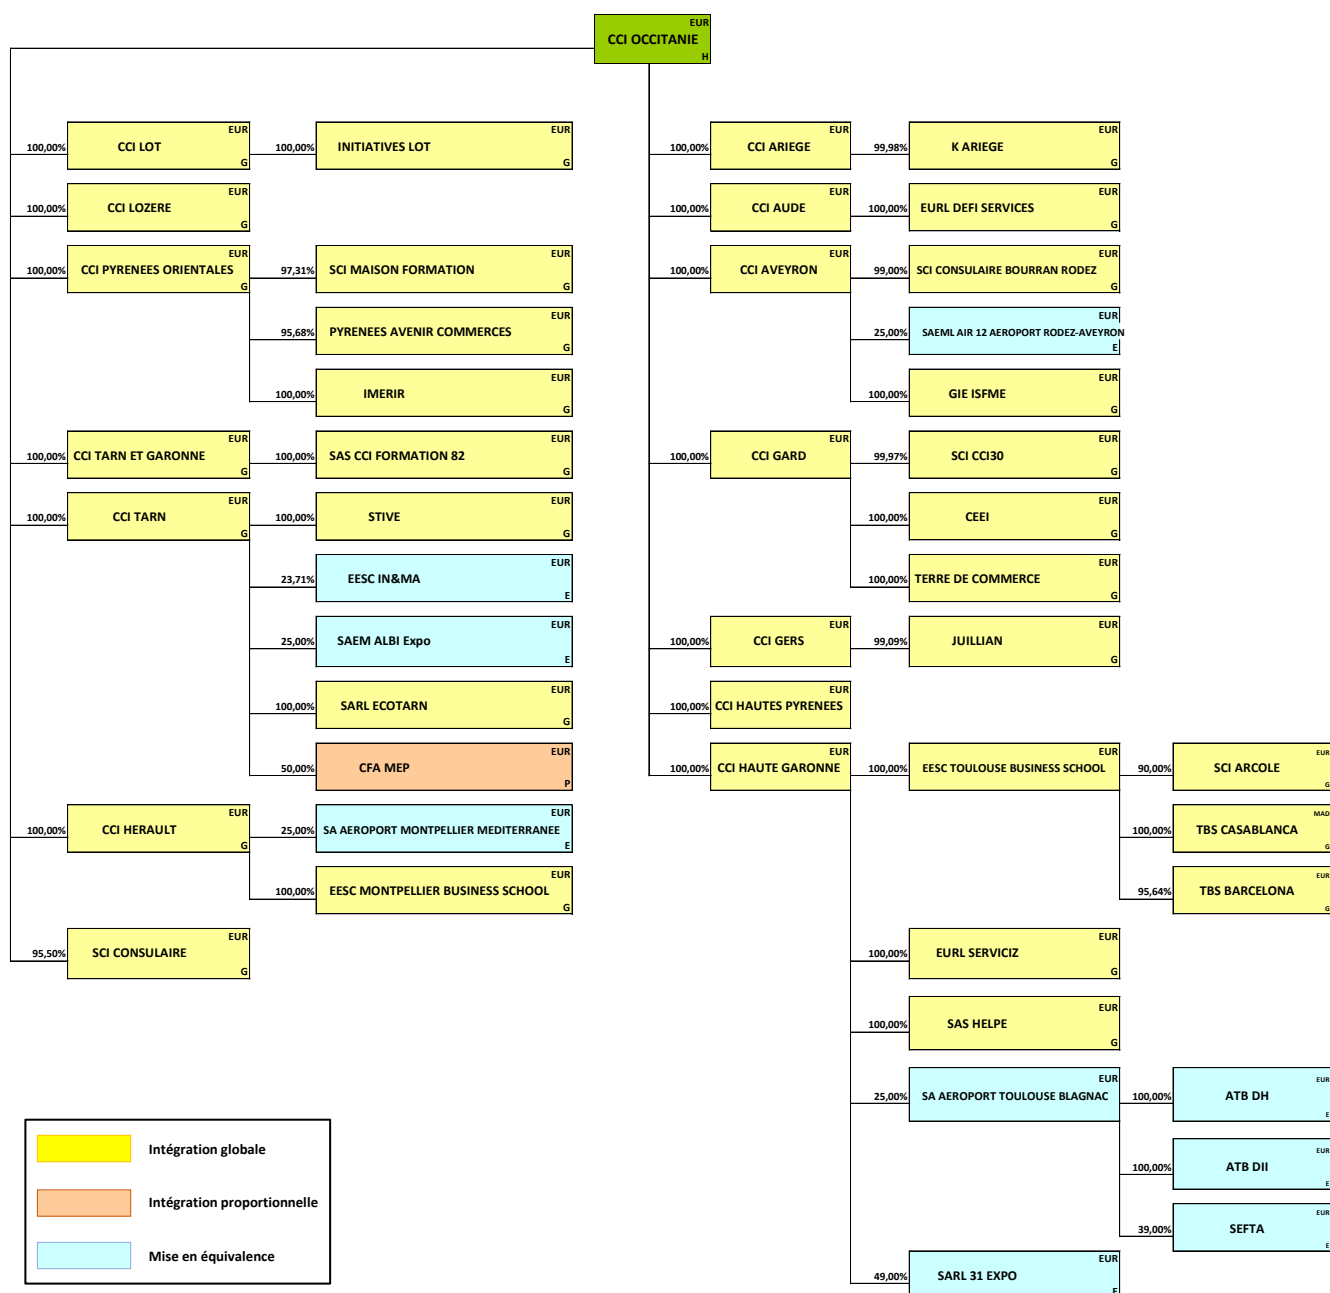 EUR
CCI OCCITANIE
H
EUR
100,00% CCI LOT
G
EUR
100,00% INITIATIVES LOT
G
EUR
100,00% CCI ARIEGE
G
EUR
99,98% K ARIEGE
G
EUR
100,00% CCI LOZERE
G
EUR
100,00% CCI AUDE
G
EUR
100,00% EURL DEFI SERVICES
G
EUR
100,00% CCI PYRENEES ORIENTALES
G
EUR
97,31% SCI MAISON FORMATION
G
EUR
100,00% CCI AVEYRON
G
EUR
99,00% SCI CONSULAIRE BOURRAN RODEZ
G
EUR
95,68% PYRENEES AVENIR COMMERCES
G
EUR
25,00% SAEML AIR 12 AEROPORT RODEZ-AVEYRON
E
EUR
100,00% IMERIR
G
EUR
100,00% GIE ISFME
G
EUR
100,00% CCI TARN ET GARONNE
G
EUR
100,00% SAS CCI FORMATION 82
G
EUR
100,00% CCI GARD
G
EUR
99,97% SCI CCI30
G
EUR
100,00% CCI TARN
G
EUR
100,00% STIVE
G
EUR
100,00% CEEI
G
EUR
23,71% EESC IN&MA
E
EUR
100,00% TERRE DE COMMERCE
G
EUR
25,00% SAEM ALBI Expo
E
EUR
100,00% CCI GERS
G
EUR
99,09% JUILLIAN
G
EUR
100,00% SARL ECOTARN
G
EUR
100,00% CCI HAUTES PYRENEES
EUR
50,00% CFA MEP
P
EUR
100,00% CCI HAUTE GARONNE
G
EUR
100,00% EESC TOULOUSE BUSINESS SCHOOL
G
EUR
90,00% SCI ARCOLE
G
EUR
100,00% CCI HERAULT
G
EUR
25,00% SA AEROPORT MONTPELLIER MEDITERRANEE
E
MAD
100,00% TBS CASABLANCA
G
EUR
100,00% EESC MONTPELLIER BUSINESS SCHOOL
G
EUR
95,64% TBS BARCELONA
G
EUR
95,50% SCI CONSULAIRE
G
EUR
100,00% EURL SERVICIZ
G
EUR
100,00% SAS HELPE
G
EUR
25,00% SA AEROPORT TOULOUSE BLAGNAC
E
EUR
100,00% ATB DH
E
EUR
100,00% ATB DII
E
EUR
39,00% SEFTA
E
EUR
49,00% SARL 31 EXPO
E
Intégration globale
Intégration proportionnelle
Mise en équivalence